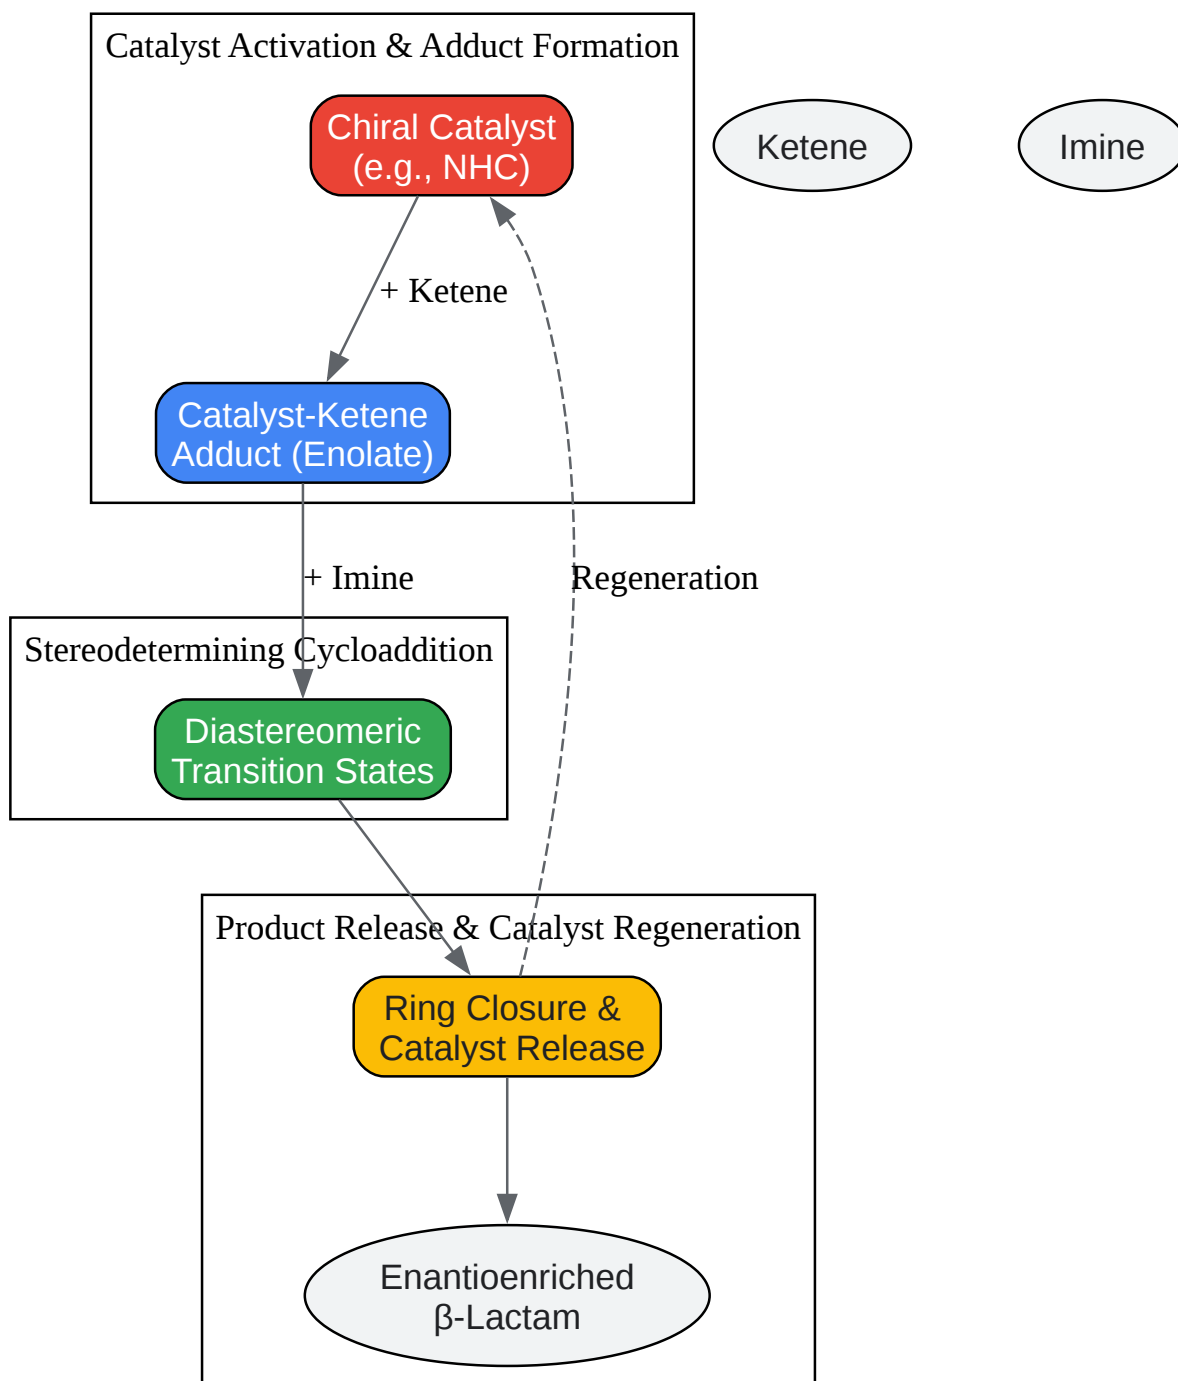 Catalyst Activation & Adduct Formation
Chiral Catalyst
(e.g., NHC)
Ketene
Imine
+ Ketene
Catalyst-Ketene
Adduct (Enolate)
+ Imine
Regeneration
Stereodetermining Cycloaddition
Diastereomeric
Transition States
Product Release & Catalyst Regeneration
Ring Closure &
Catalyst Release
Enantioenriched
β-Lactam